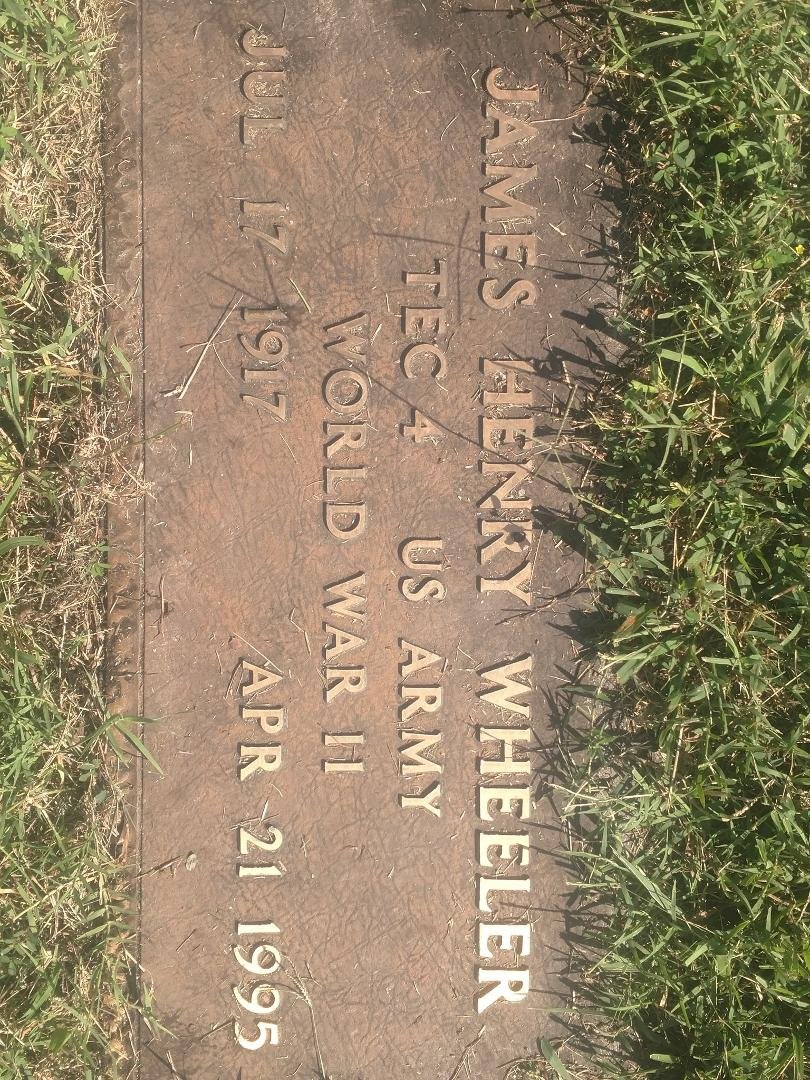 JAMES HENRY WHEELER
TEC 4 US ARMY
WORLD WAR II
JUL 17 1917 APR 21 1995